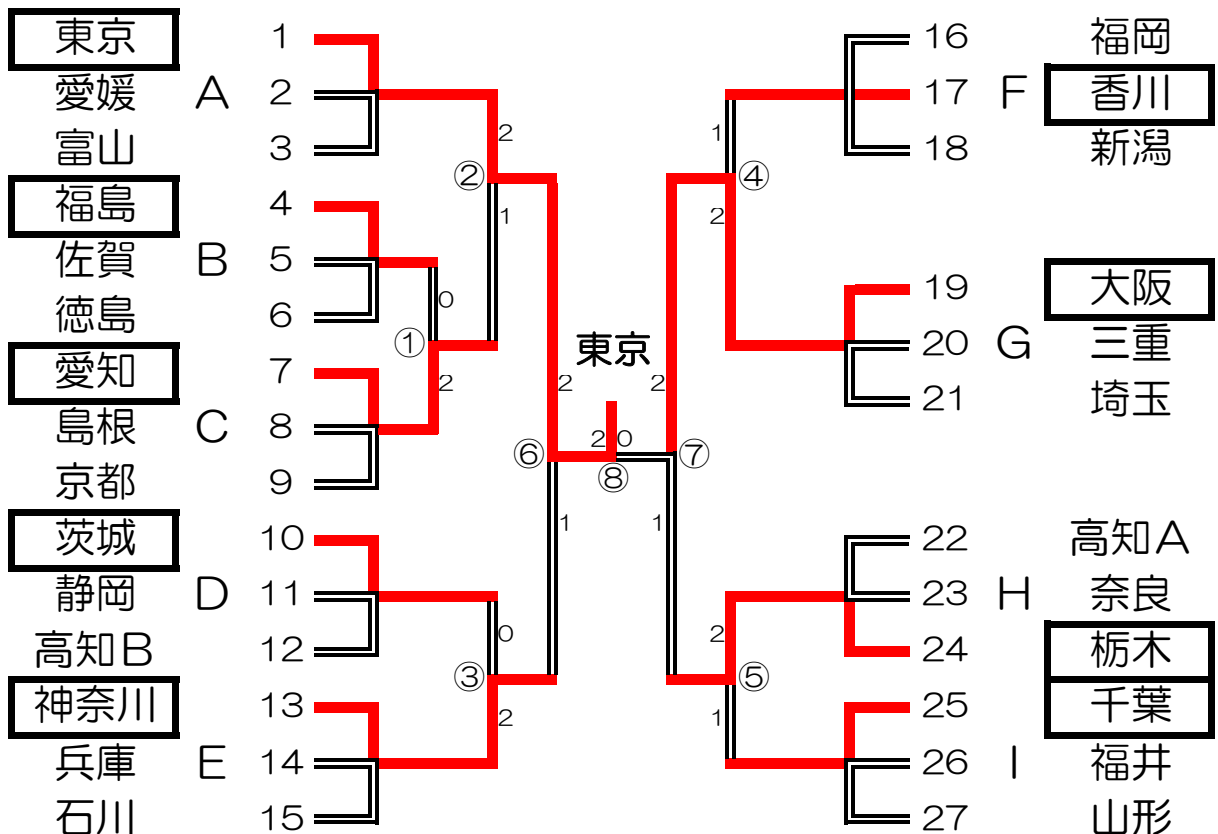 東京 1 16 福岡
愛媛 A 2 17 F 香川
富山 3 18 新潟
2 1
② ④
福島 4
1 2
佐賀 B 5 19 大阪
0
徳島 6 20 G 三重
① 東京
愛知 7 2 2 2 21 埼玉
島根 C 8
⑥ 2 0 ⑦
⑧
京都 9
1 1
茨城 10 22 高知A
静岡 D 11 23 H 奈良
0 2
高知B 12 24 栃木
③ ⑤
神奈川 13 25 千葉
2 1
兵庫 E 14 26 I 福井
石川 15 27 山形